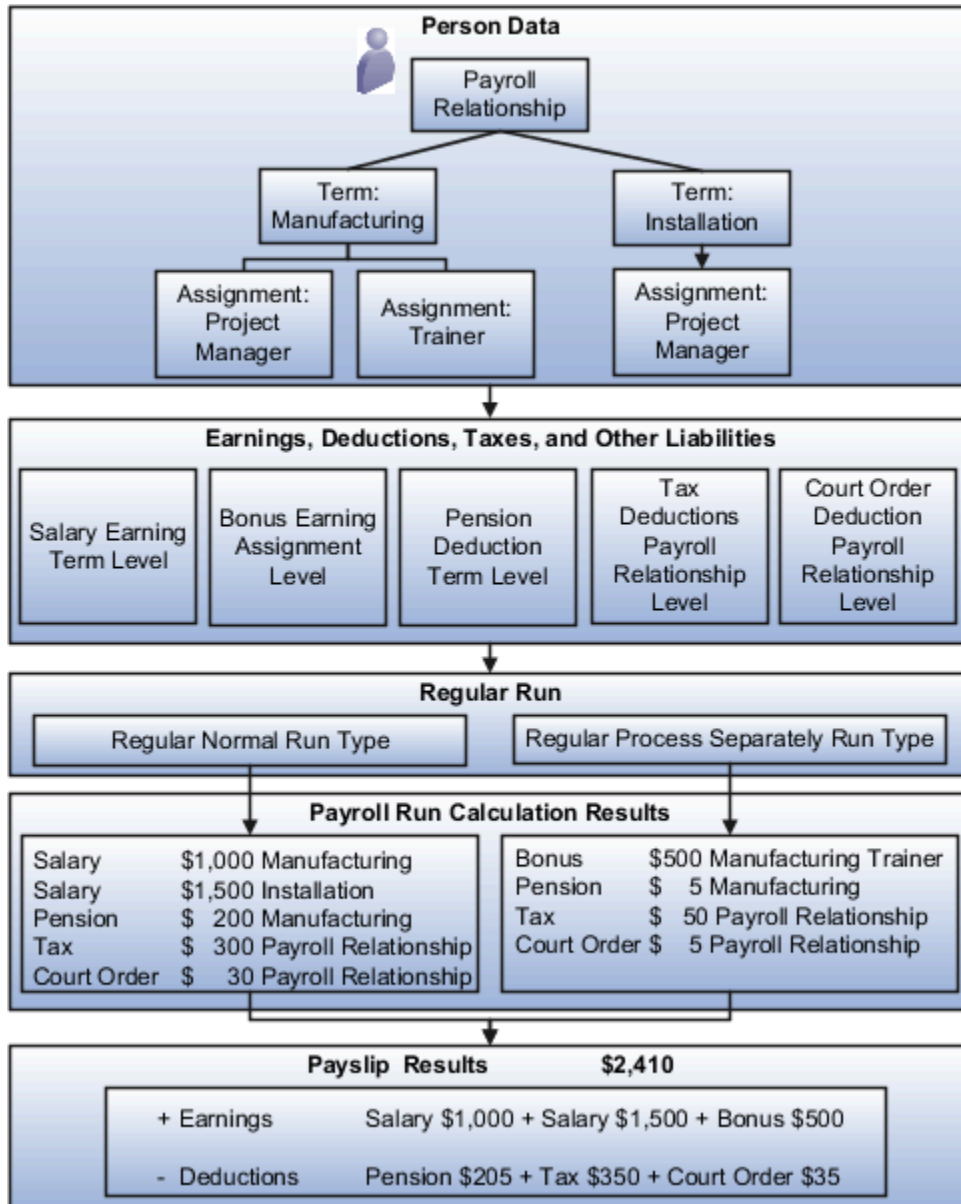 Person Data
Payroll
Relationship
Term:
Manufacturing
Term:
Installation
Assignment:
Project
Manager
Assignment:
Trainer
Assignment:
Project
Manager
Earnings, Deductions, Taxes, and Other Liabilities
Salary Earning
Term Level
Bonus Earning
Assignment
Level
Pension
Deduction
Term Level
Tax
Deductions
Payroll
Relationship
Level
Court Order
Deduction
Payroll
Relationship
Level
Regular Run
Regular Normal Run Type
Regular Process Separately Run Type
Payroll Run Calculation Results
Salary $1,000 Manufacturing
Salary $1,500 Installation
Pension $ 200 Manufacturing
Tax $ 300 Payroll Relationship
Court Order $ 30 Payroll Relationship
Bonus $500 Manufacturing Trainer
Pension $ 5 Manufacturing
Tax $ 50 Payroll Relationship
Court Order $ 5 Payroll Relationship
Payslip Results $2,410
+ Earnings Salary $1,000 + Salary $1,500 + Bonus $500
- Deductions Pension $205 + Tax $350 + Court Order $35